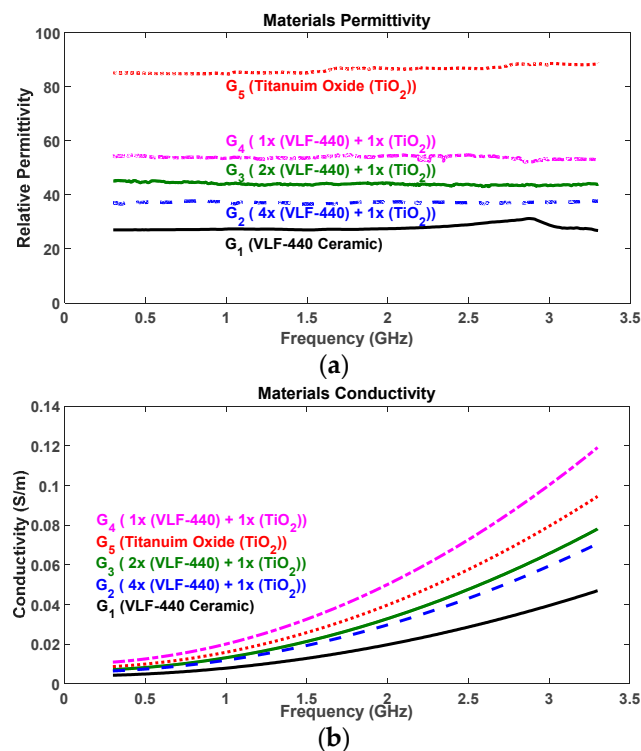 Materials Permittivity
100
80
60
40
20
0
Relative Permittivity
G5 (Titanuim Oxide (TiO2))
G4 ( 1x (VLF-440) + 1x (TiO2))
G3 ( 2x (VLF-440) + 1x (TiO2))
G2 ( 4x (VLF-440) + 1x (TiO2))
G1 (VLF-440 Ceramic)
0 0.5 1 1.5 2 2.5 3 3.5
Frequency (GHz)
(a)
Materials Conductivity
0.14
0.12
0.1
0.08
0.06
0.04
0.02
0
Conductivity (S/m)
G4 ( 1x (VLF-440) + 1x (TiO2))
G5 (Titanuim Oxide (TiO2))
G3 ( 2x (VLF-440) + 1x (TiO2))
G2 ( 4x (VLF-440) + 1x (TiO2))
G1 (VLF-440 Ceramic)
0 0.5 1 1.5 2 2.5 3 3.5
Frequency (GHz)
(b)